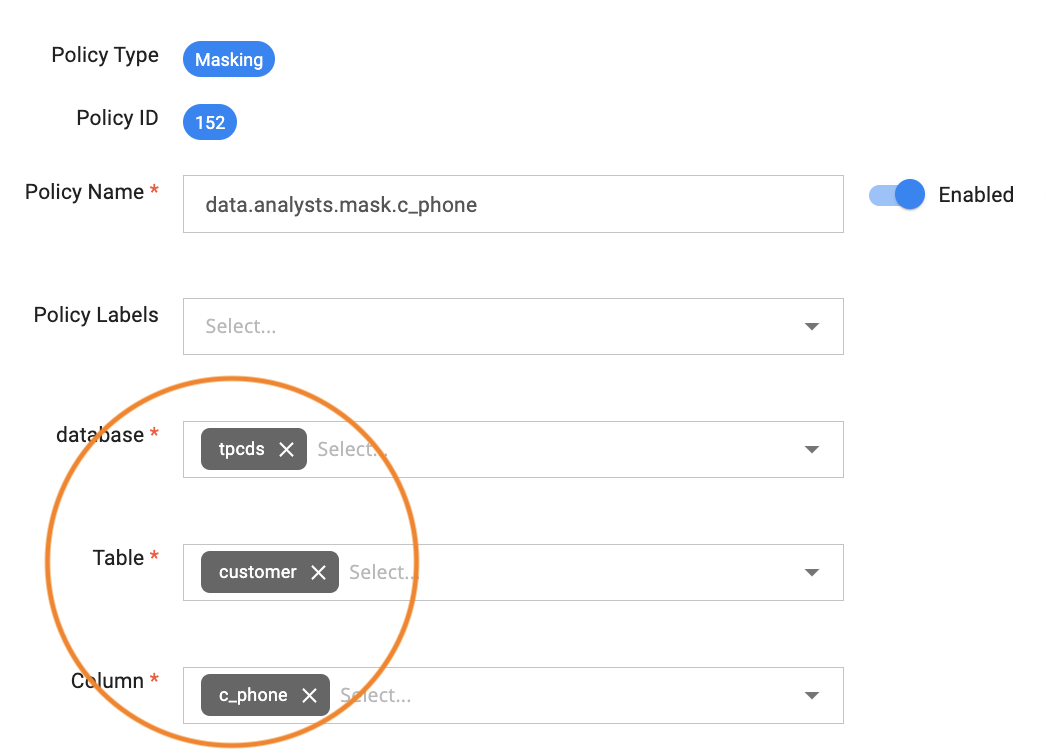 Policy Type Masking
Policy ID 152
Policy Name * data.analysts.mask.c_phone Enabled
Policy Labels Select...
database * tpcds Select...
Table * customer Select...
Column * c_phone Select...